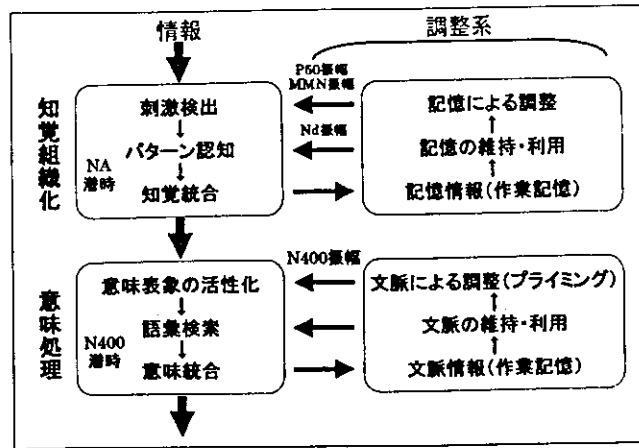 情報
調整系
P50振幅
MMN振幅
知覚組織化
刺激検出
記憶による調整
Nd振幅
パターン認知
記憶の維持・利用
NA
潜時
知覚統合
記憶情報(作業記憶)
N400振幅
意味処理
意味表象の活性化
文脈による調整(プライミング)
語彙検索
文脈の維持・利用
N400
潜時
意味統合
文脈情報(作業記憶)